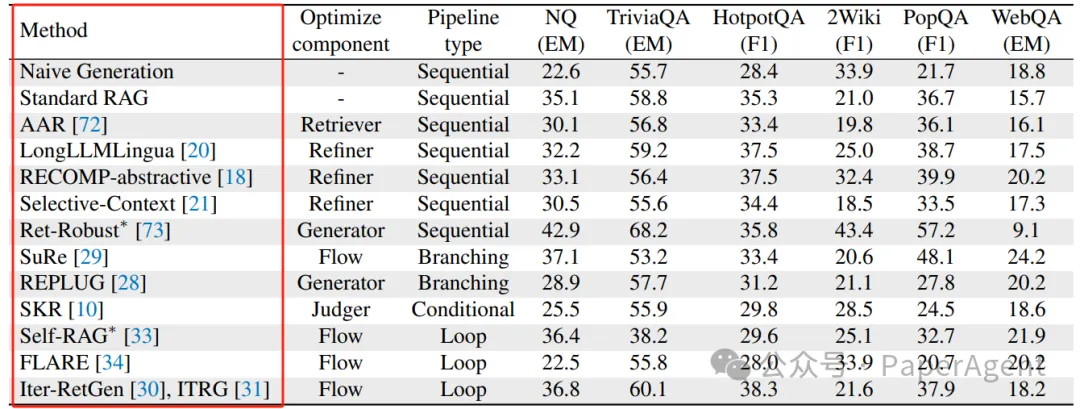 Method Optimize component Pipeline type NQ (EM) TriviaQA (EM) HotpotQA (F1) 2Wiki (F1) PopQA (F1) WebQA (EM)
Naive Generation - Sequential 22.6 55.7 28.4 33.9 21.7 18.8
Standard RAG - Sequential 35.1 58.8 35.3 21.0 36.7 15.7
AAR [72] Retriever Sequential 30.1 56.8 33.4 19.8 36.1 16.1
LongLLMLingua [20] Refiner Sequential 32.2 59.2 37.5 25.0 38.7 17.5
RECOMP-abstractive [18] Refiner Sequential 33.1 56.4 37.5 32.4 39.9 20.2
Selective-Context [21] Refiner Sequential 30.5 55.6 34.4 18.5 33.5 17.3
Ret-Robust* [73] Generator Sequential 42.9 68.2 35.8 43.4 57.2 9.1
SuRe [29] Flow Branching 37.1 53.2 33.4 20.6 48.1 24.2
REPLUG [28] Generator Branching 28.9 57.7 31.2 21.1 27.8 20.2
SKR [10] Judger Conditional 25.5 55.9 29.8 28.5 24.5 18.6
Self-RAG* [33] Flow Loop 36.4 38.2 29.6 25.1 32.7 21.9
FLARE [34] Flow Loop 22.5 55.8 28.0 33.9 20.7 20.2
Iter-RetGen [30], ITRG [31] Flow Loop 36.8 60.1 38.3 21.6 37.9 18.2
公众号 · PaperAgent